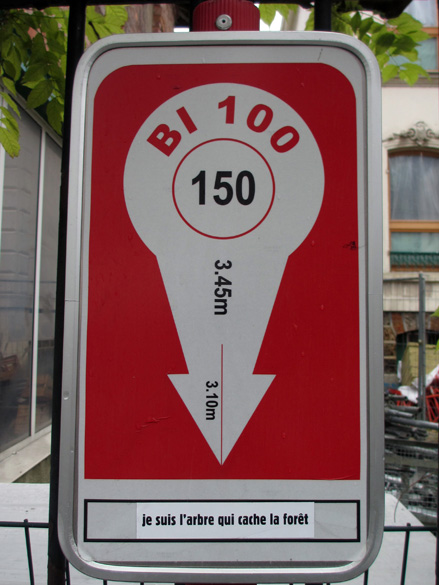 BI 100
150
3.45m
3.10m
je suis l'arbre qui cache la forêt